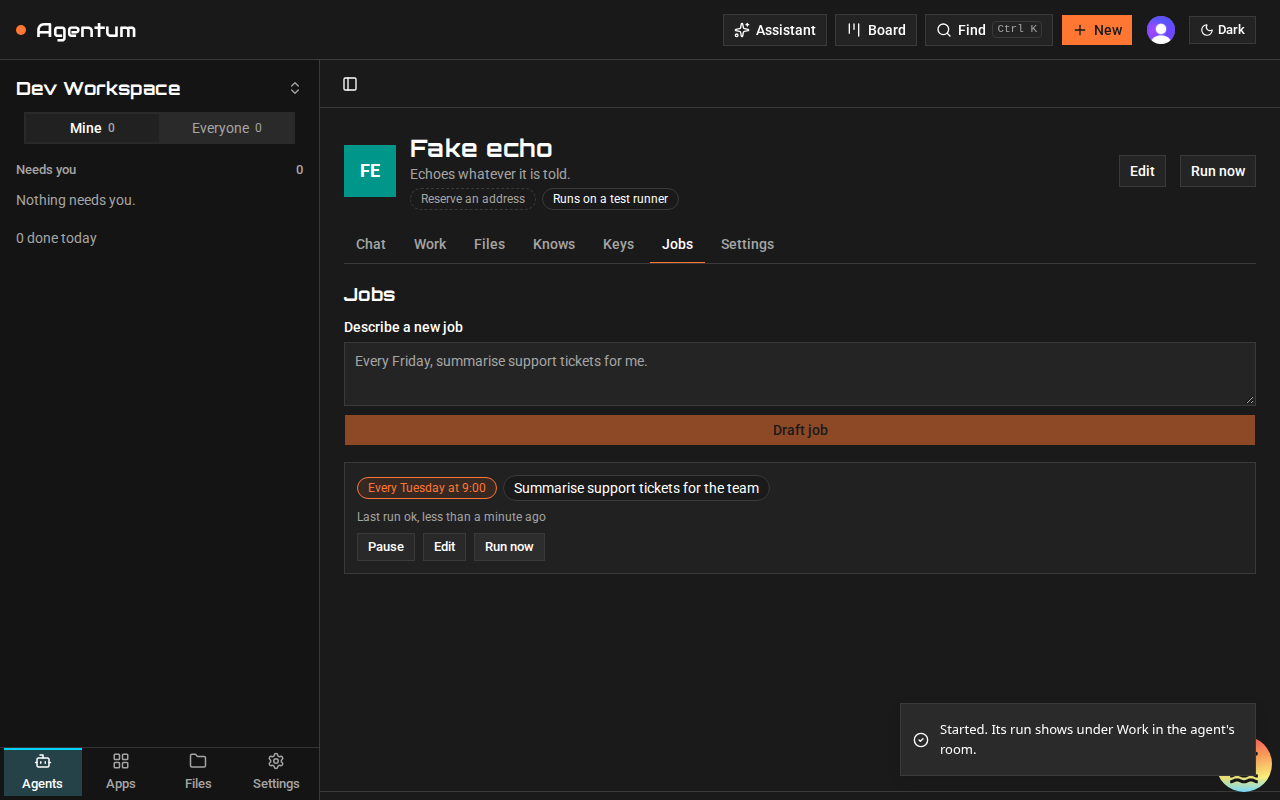 Agentum
Assistant
Board
Find Ctrl K
New
Dark
Dev Workspace
Mine 0
Everyone 0
Needs you 0
Nothing needs you.
0 done today
Agents
Apps
Files
Settings
FE
Fake echo
Echoes whatever it is told.
Reserve an address
Runs on a test runner
Edit
Run now
Chat
Work
Files
Knows
Keys
Jobs
Settings
Jobs
Describe a new job
Every Friday, summarise support tickets for me.
Draft job
Every Tuesday at 9:00
Summarise support tickets for the team
Last run ok, less than a minute ago
Pause
Edit
Run now
Started. Its run shows under Work in the agent's
room.